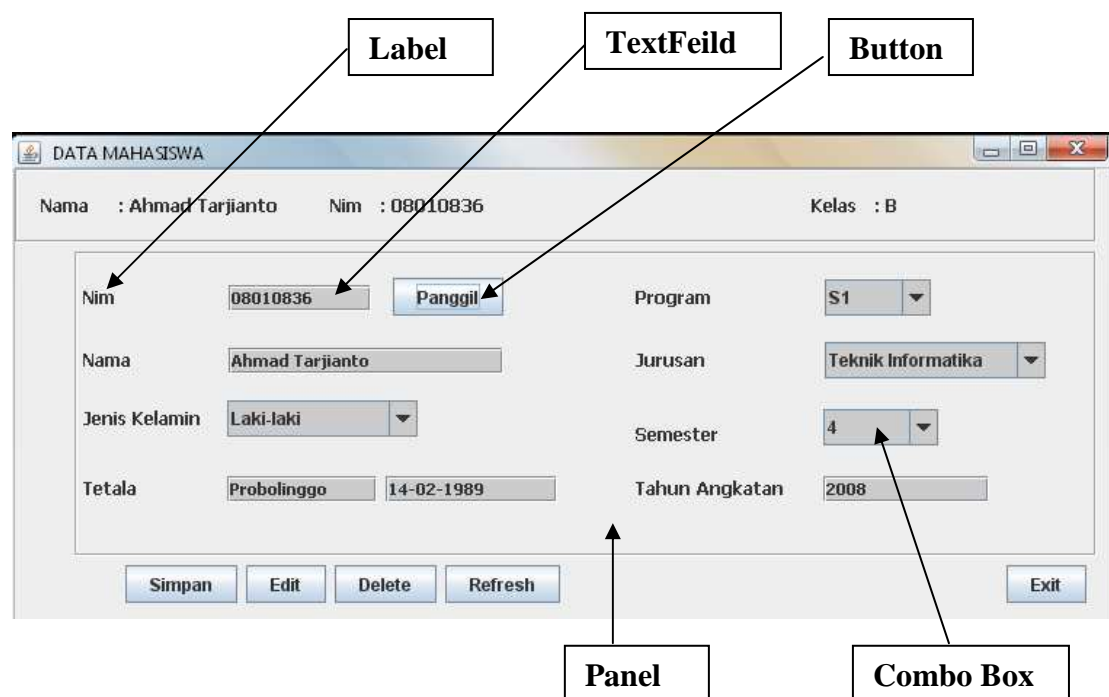 Label TextFeild Button
DATA MAHASISWA
Nama : Ahmad Tarjianto Nim : 08010836 Kelas : B
Nim 08010836 Panggil Program S1
Nama Ahmad Tarjianto Jurusan Teknik Informatika
Jenis Kelamin Laki-laki Semester 4
Tetala Probolinggo 14-02-1989 Tahun Angkatan 2008
Simpan Edit Delete Refresh Exit
Panel Combo Box